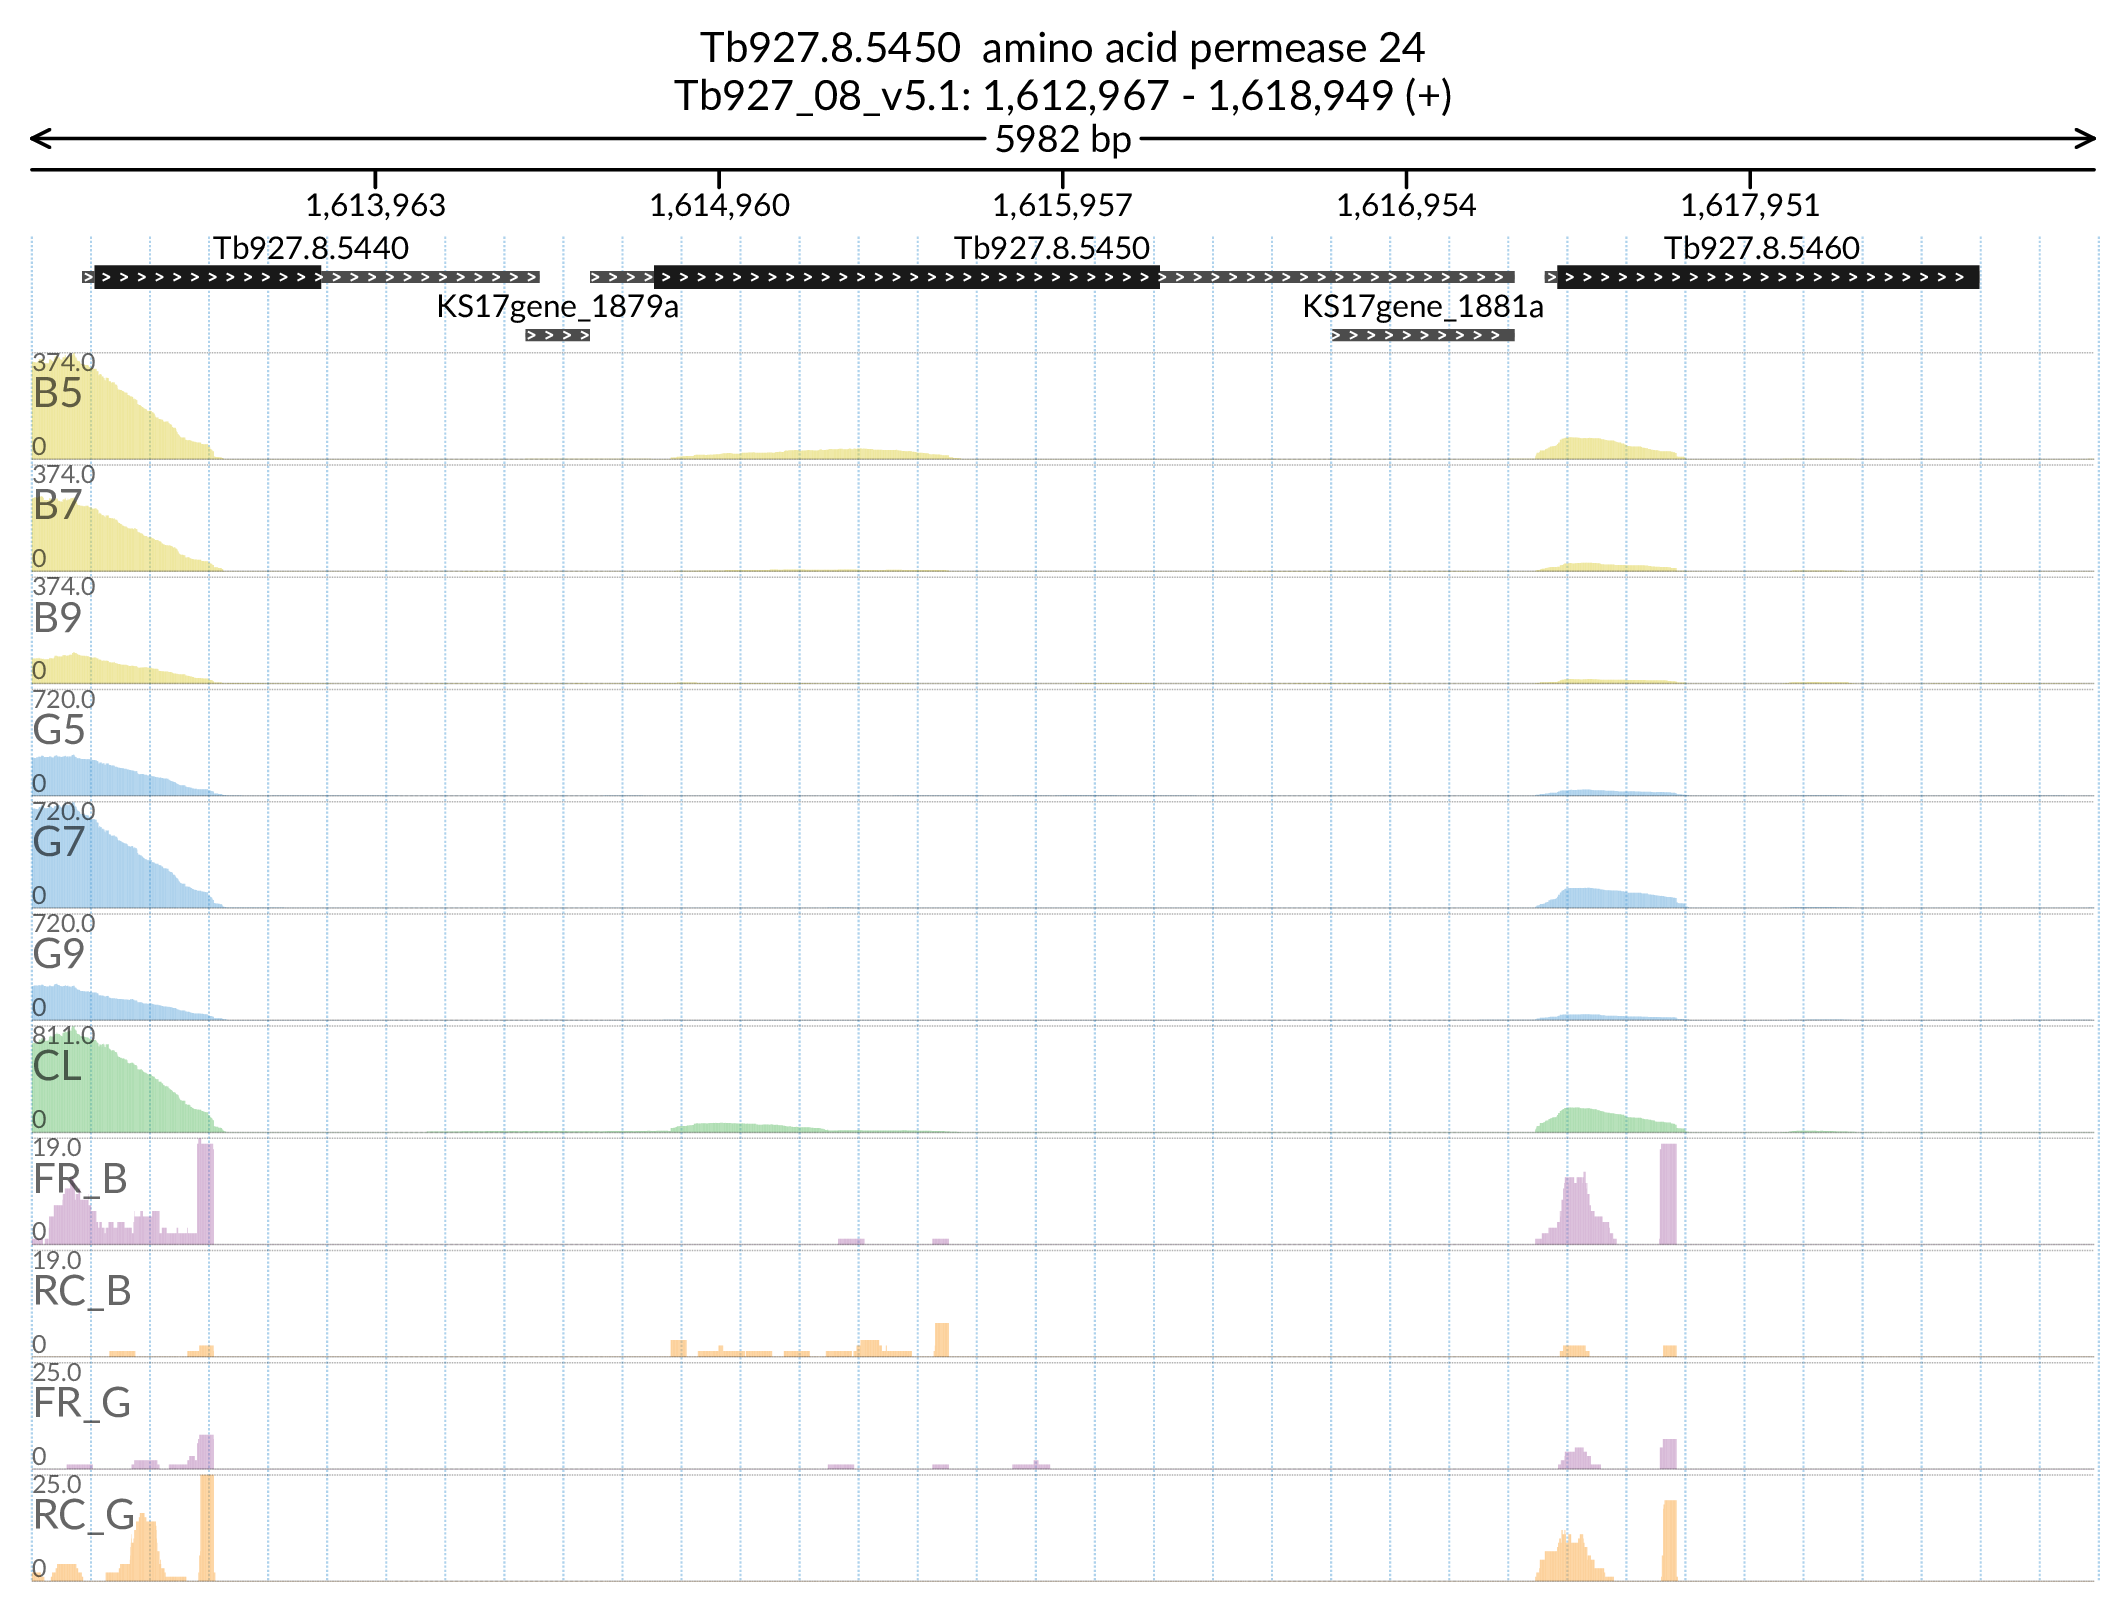 Tb927.8.5450  amino acid permease 24
Tb927_08_v5.1: 1,612,967 - 1,618,949 (+)
5982 bp
1,613,963 1,614,960 1,615,957 1,616,954 1,617,951
Tb927.8.5440 Tb927.8.5450 Tb927.8.5460
KS17gene_1879a KS17gene_1881a
374.0
B5
0
374.0
B7
0
374.0
B9
0
720.0
G5
0
720.0
G7
0
720.0
G9
0
811.0
CL
0
19.0
FR_B
0
19.0
RC_B
0
25.0
FR_G
0
25.0
RC_G
0